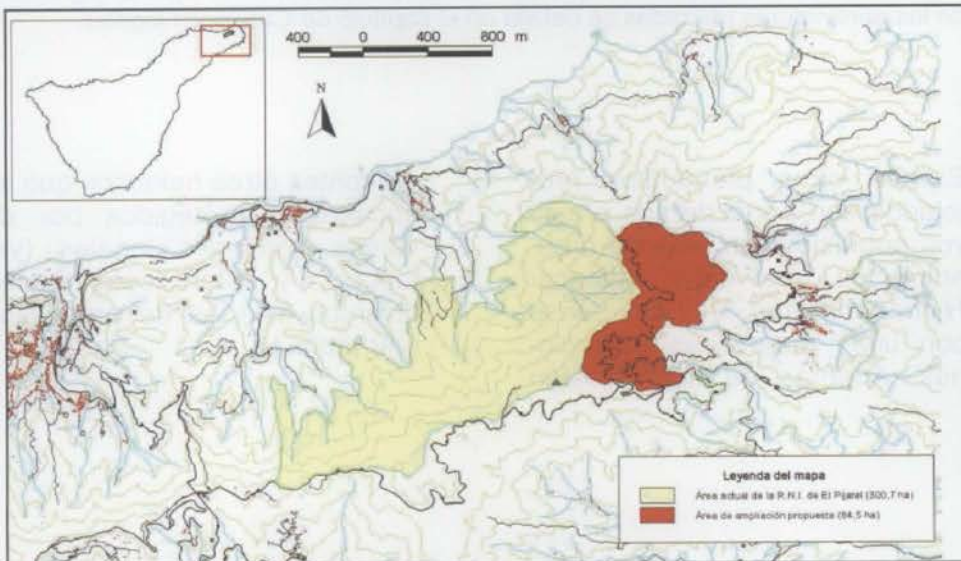 400 0 400 800 m
N
Leyenda del mapa
Área actual de la R.N.I. de El Pijaral (300,7 ha)
Área de ampliación propuesta (84,5 ha)